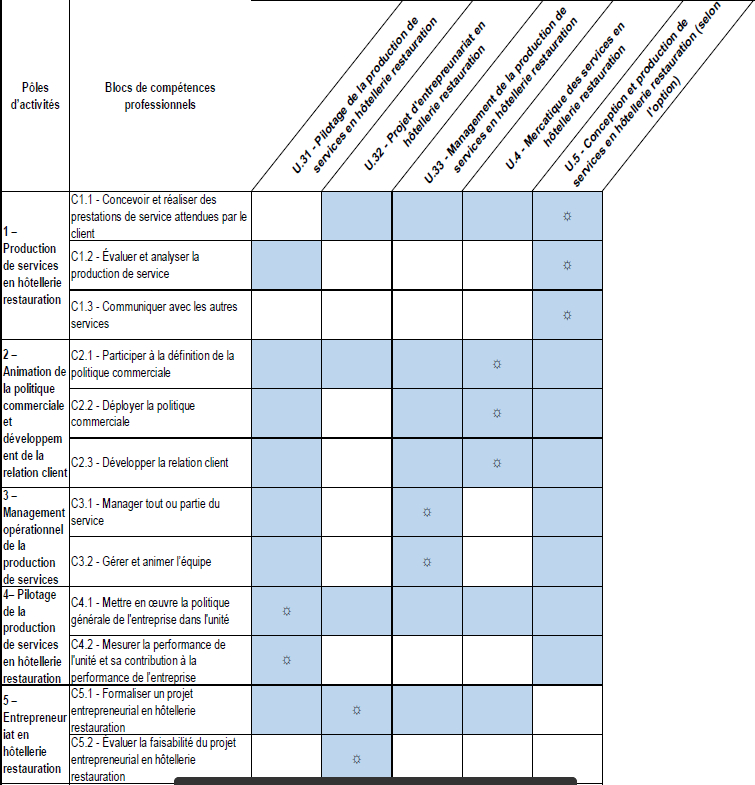 Pôles
d'activités
Blocs de compétences
professionnels
U.31 - Pilotage de la production de
services en hôtellerie restauration
U.32 - Projet d'entrepreunariat en
hôtellerie restauration
U.33 - Management de la production de
services en hôtellerie restauration
U.4 - Mercatique des services en
hôtellerie restauration
U.5 - Conception et production de
services en hôtellerie restauration (selon
l'option)
1 –
Production
de services
en hôtellerie
restauration
C1.1 - Concevoir et réaliser des
prestations de service attendues par le
client
☼
C1.2 - Évaluer et analyser la
production de service
☼
C1.3 - Communiquer avec les autres
services
☼
2 –
Animation de
la politique
commerciale
et
développem
ent de la
relation client
C2.1 - Participer à la définition de la
politique commerciale
☼
C2.2 - Déployer la politique
commerciale
☼
C2.3 - Développer la relation client
☼
3 –
Management
opérationnel
de la
production
de services
C3.1 - Manager tout ou partie du
service
☼
C3.2 - Gérer et animer l'équipe
☼
4– Pilotage
de la
production
de services
en hôtellerie
restauration
C4.1 - Mettre en œuvre la politique
générale de l'entreprise dans l'unité
☼
C4.2 - Mesurer la performance de
l'unité et sa contribution à la
performance de l'entreprise
☼
5 –
Entrepreneur
iat en
hôtellerie
restauration
C5.1 - Formaliser un projet
entrepreneurial en hôtellerie
restauration
☼
C5.2 - Évaluer la faisabilité du projet
entrepreneurial en hôtellerie
restauration
☼